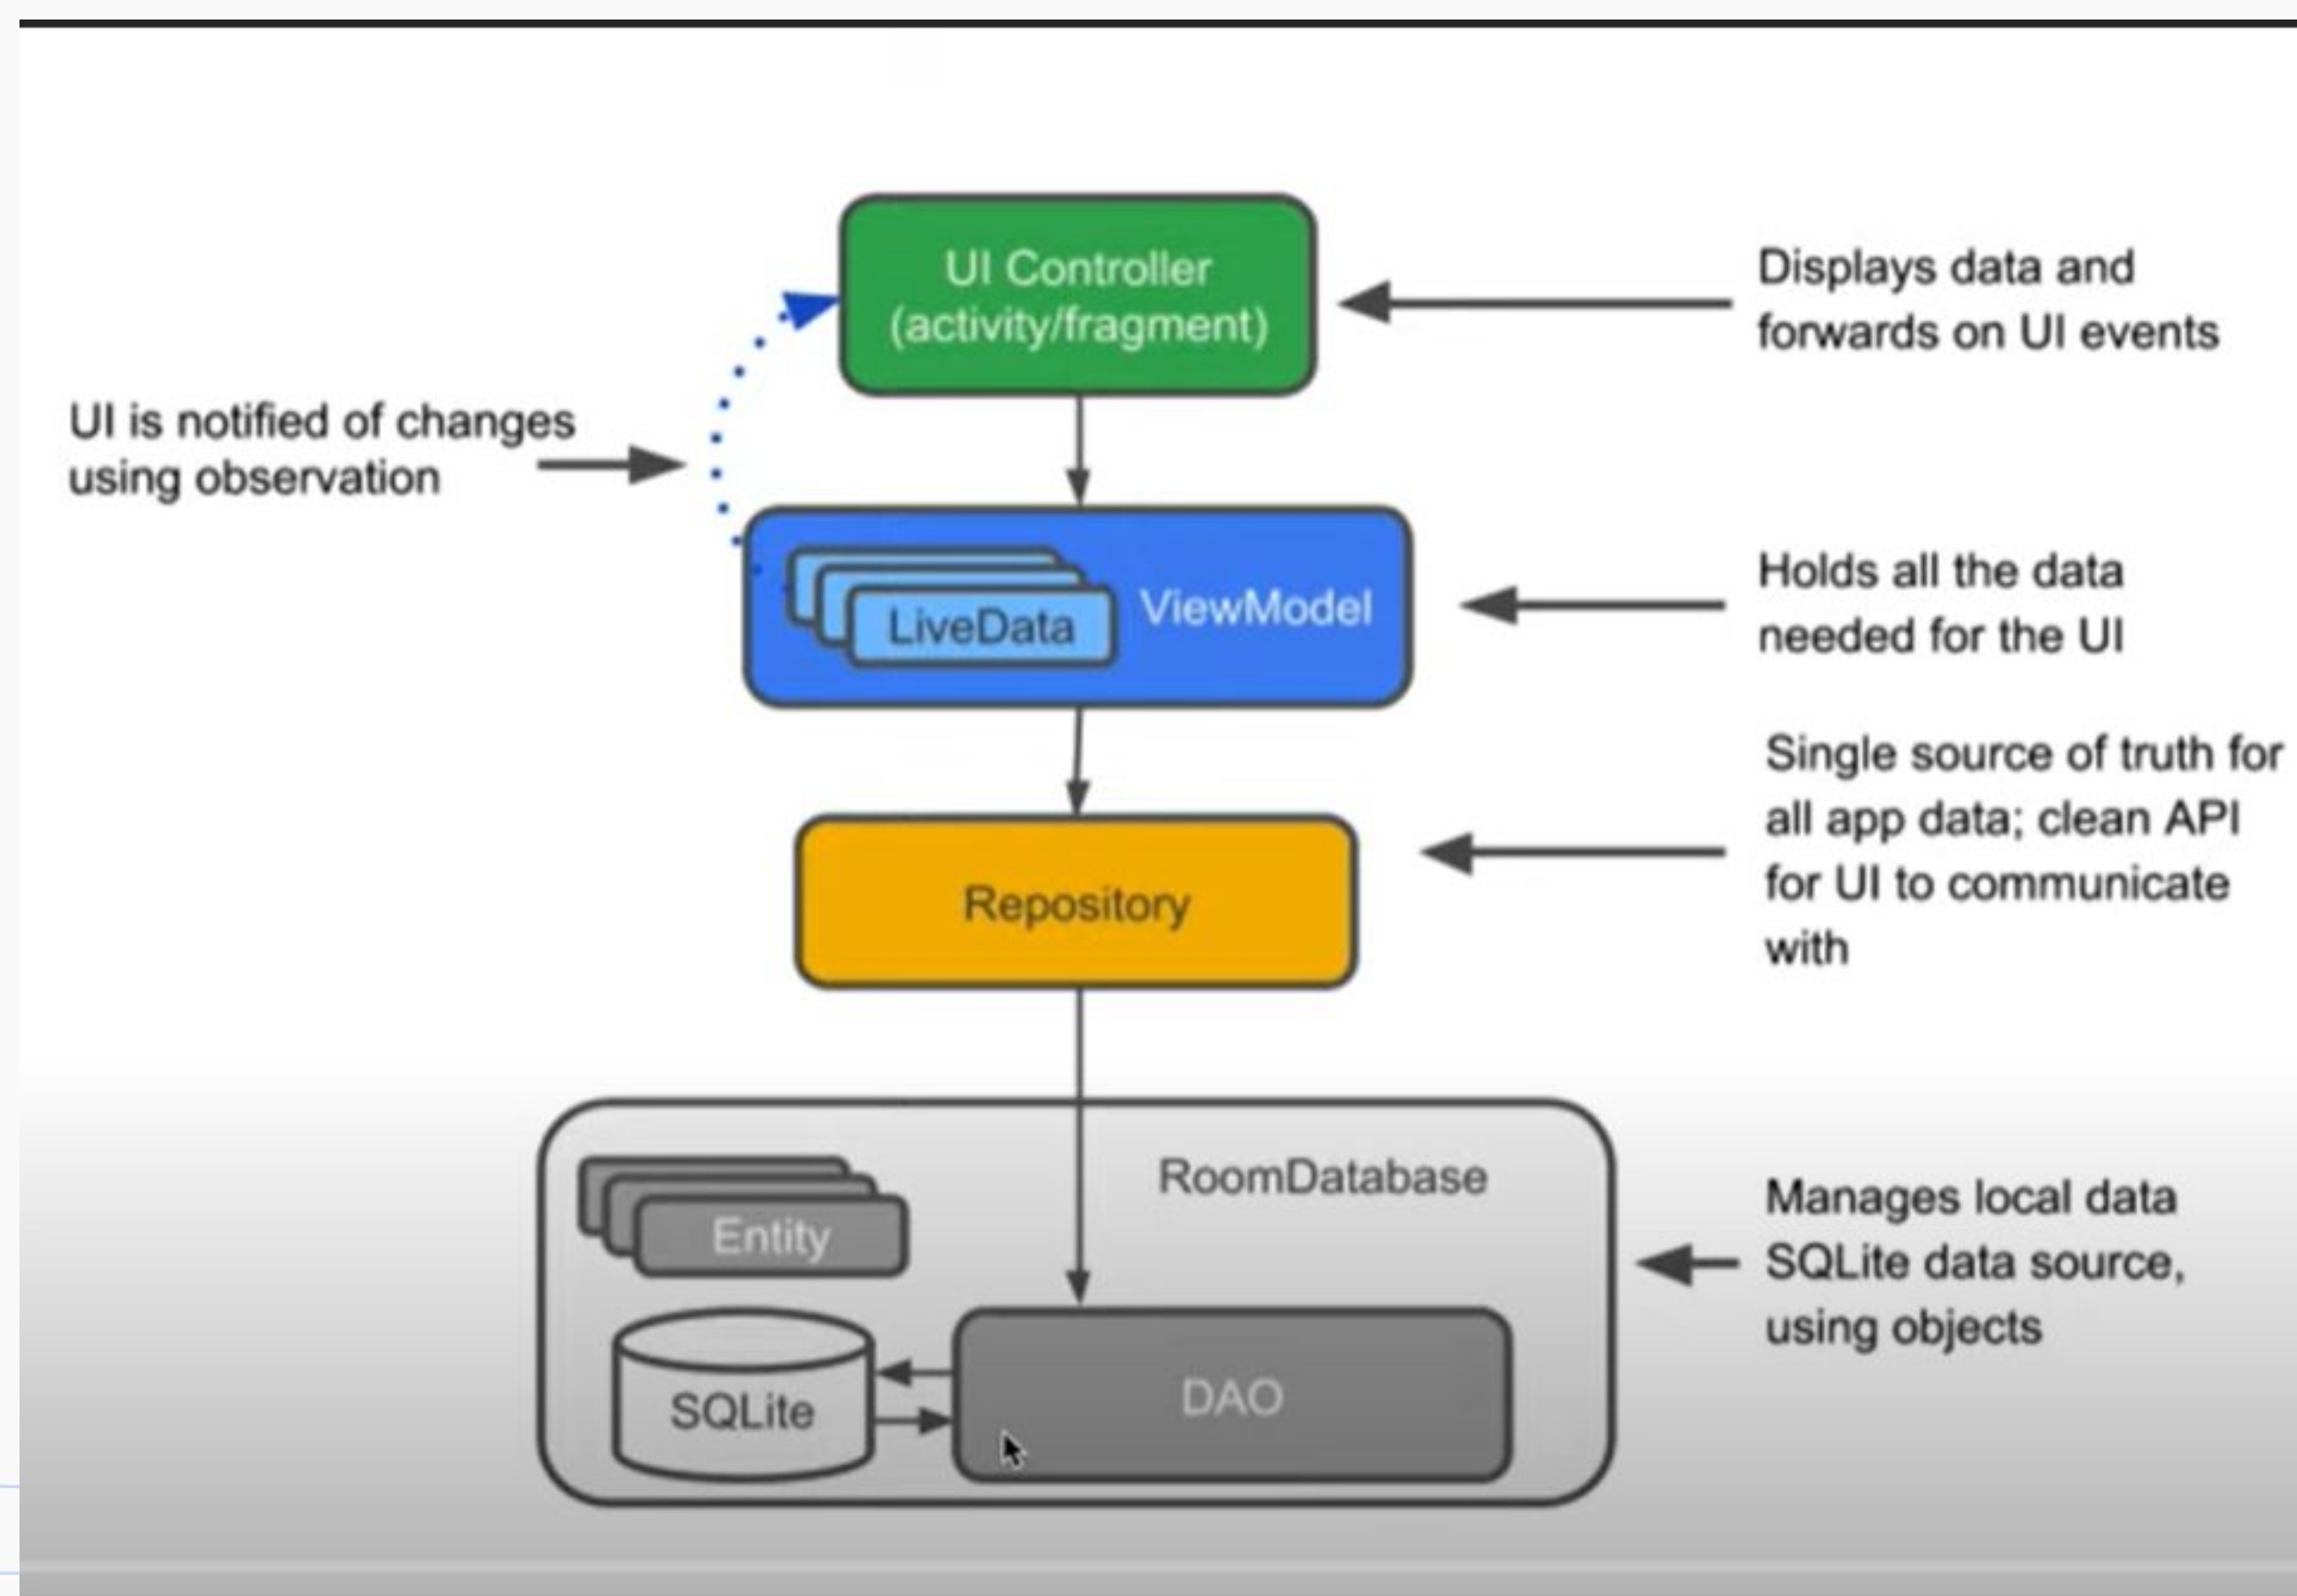 UI Controller
(activity/fragment)
Displays data and
forwards on UI events
UI is notified of changes
using observation
LiveData
ViewModel
Holds all the data
needed for the UI
Repository
Single source of truth for
all app data; clean API
for UI to communicate
with
RoomDatabase
Entity
SQLite
DAO
Manages local data
SQLite data source,
using objects